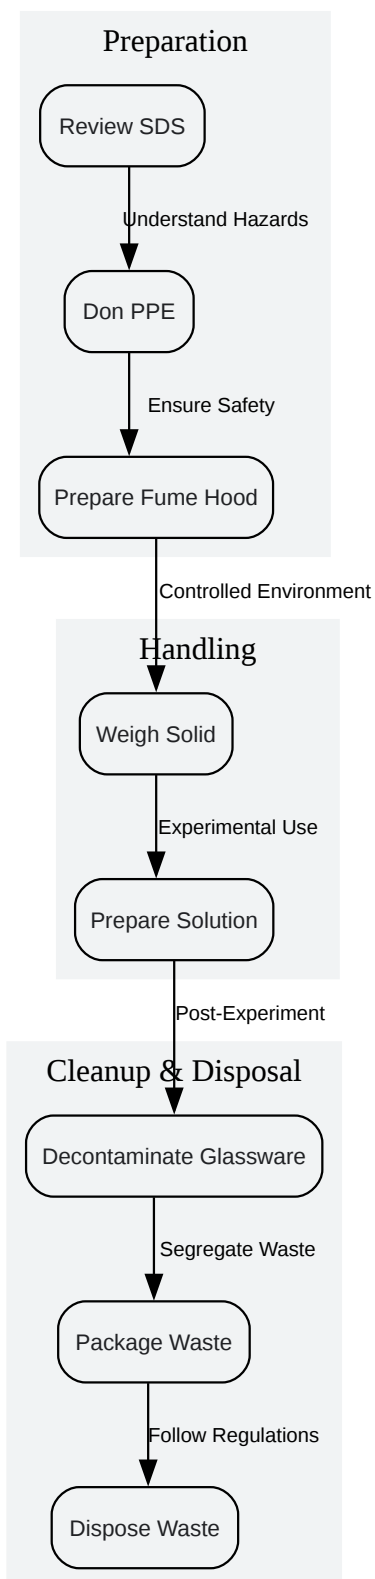 Preparation
Review SDS
Understand Hazards
Don PPE
Ensure Safety
Prepare Fume Hood
Controlled Environment
Handling
Weigh Solid
Experimental Use
Prepare Solution
Post-Experiment
Cleanup & Disposal
Decontaminate Glassware
Segregate Waste
Package Waste
Follow Regulations
Dispose Waste